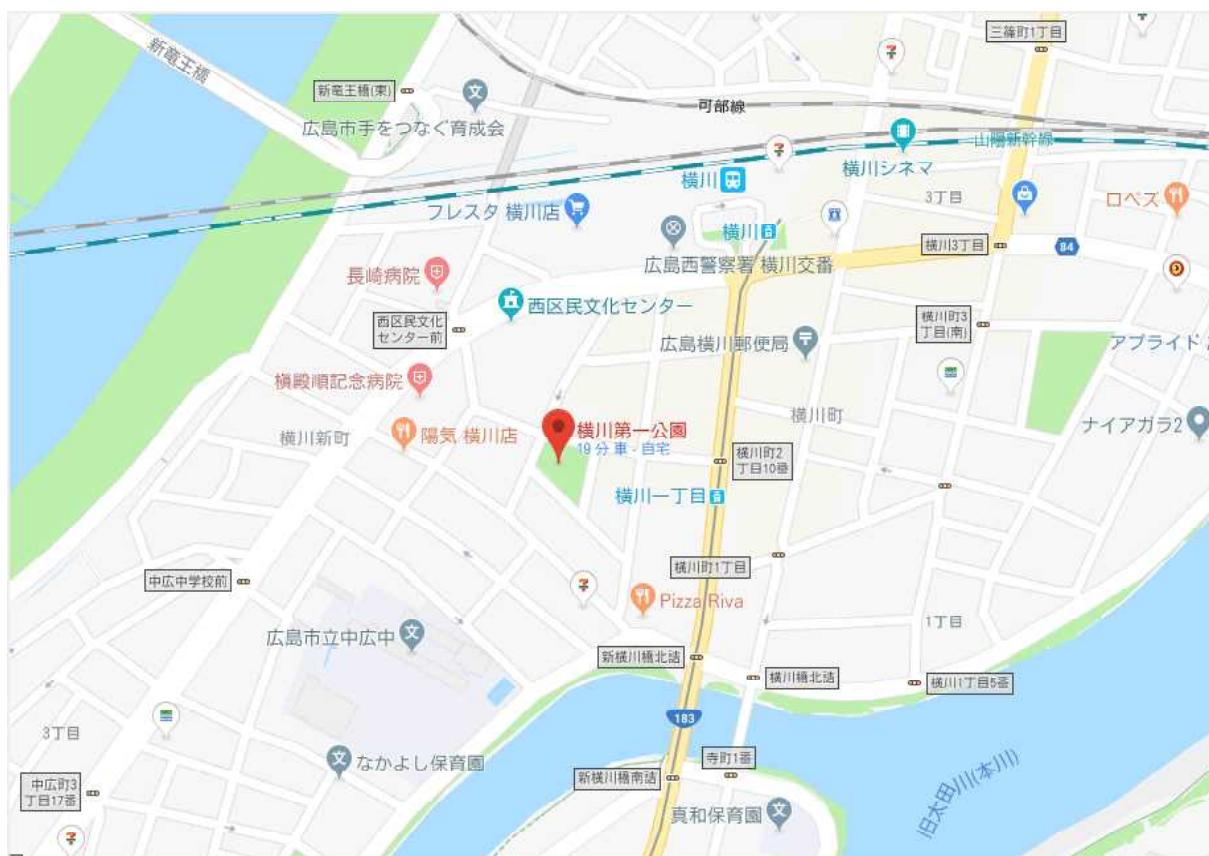 三篠町1丁目
新竜王橋
新竜王橋(東)
広島市手をつなぐ育成会
可部線
山陽新幹線
横川シネマ
横川
3丁目
ロペズ
フレスタ 横川店
横川
横川3丁目
84
広島西警察署 横川交番
長崎病院
西区民文化センター
西区民文化
センター前
横川町3
丁目(南)
広島横川郵便局
アプライド
槇殿順記念病院
横川町
陽気 横川店
横川新町
横川第一公園
19 分 車 - 自宅
ナイアガラ2
横川町2
丁目10番
横川一丁目
横川町1丁目
中広中学校前
Pizza Riva
広島市立中広中
1丁目
新横川橋北詰
横川橋北詰
横川1丁目5番
183
3丁目
なかよし保育園
寺町1番
新横川橋南詰
中広町3
丁目17番
真和保育園
旧太田川(本川)